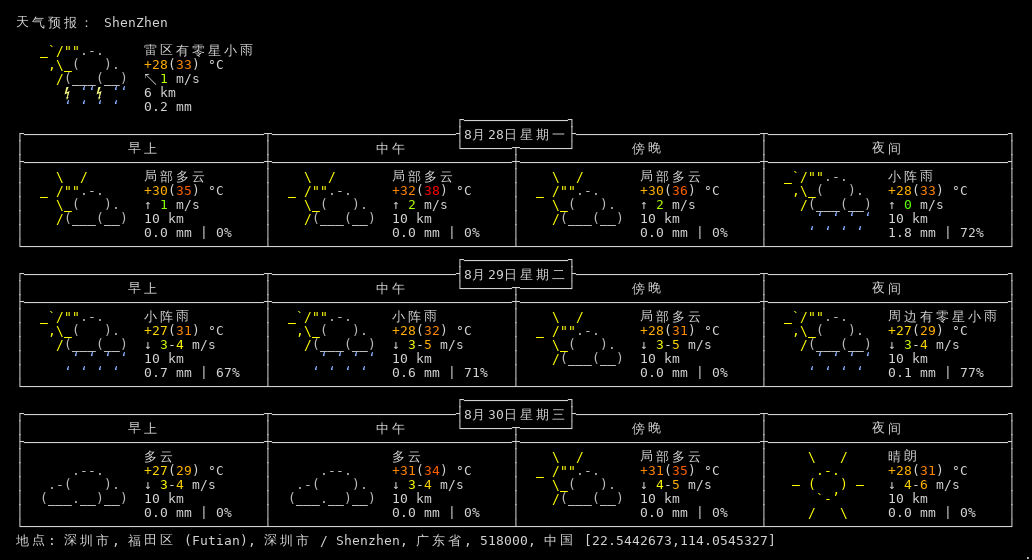 天气预报： ShenZhen
雷区有零星小雨
+28(33) °C
↖ 1 m/s
6 km
0.2 mm
8月28日星期一
早上 中午 傍晚 夜间
局部多云 局部多云 局部多云 小阵雨
+30(35) °C +32(38) °C +30(36) °C +28(33) °C
↑ 1 m/s ↑ 2 m/s ↑ 2 m/s ↑ 0 m/s
10 km 10 km 10 km 10 km
0.0 mm | 0% 0.0 mm | 0% 0.0 mm | 0% 1.8 mm | 72%
8月29日星期二
早上 中午 傍晚 夜间
小阵雨 小阵雨 局部多云 周边有零星小雨
+27(31) °C +28(32) °C +28(31) °C +27(29) °C
↓ 3-4 m/s ↓ 3-5 m/s ↓ 3-5 m/s ↓ 3-4 m/s
10 km 10 km 10 km 10 km
0.7 mm | 67% 0.6 mm | 71% 0.0 mm | 0% 0.1 mm | 77%
8月30日星期三
早上 中午 傍晚 夜间
多云 多云 局部多云 晴朗
+27(29) °C +31(34) °C +31(35) °C +28(31) °C
↓ 3-4 m/s ↓ 3-4 m/s ↓ 4-5 m/s ↓ 4-6 m/s
10 km 10 km 10 km 10 km
0.0 mm | 0% 0.0 mm | 0% 0.0 mm | 0% 0.0 mm | 0%
地点: 深圳市, 福田区 (Futian), 深圳市 / Shenzhen, 广东省, 518000, 中国 [22.5442673,114.0545327]